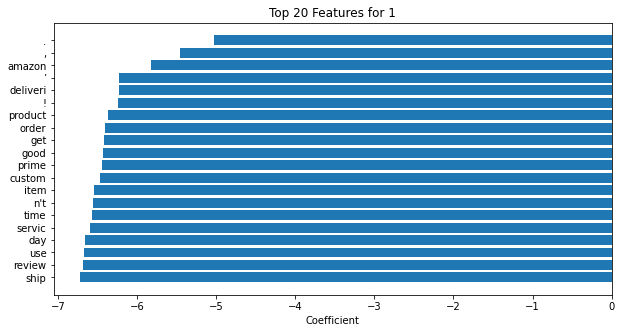 Top 20 Features for 1
.
,
amazon
'
deliveri
!
product
order
get
good
prime
custom
item
n't
time
servic
day
use
review
ship
−7 −6 −5 −4 −3 −2 −1 0
Coefficient